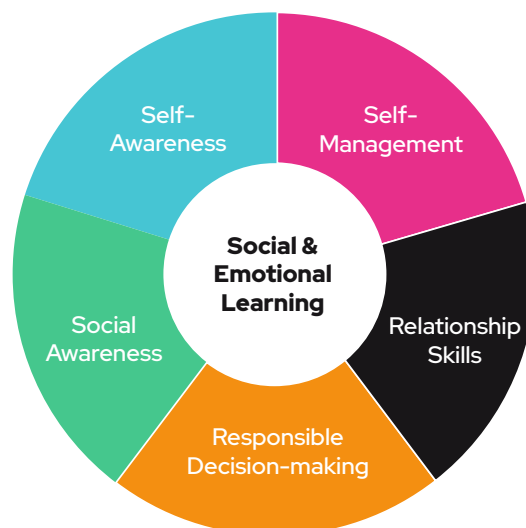 Self-
Awareness
Self-
Management
Social &
Emotional
Learning
Social
Awareness
Relationship
Skills
Responsible
Decision-making